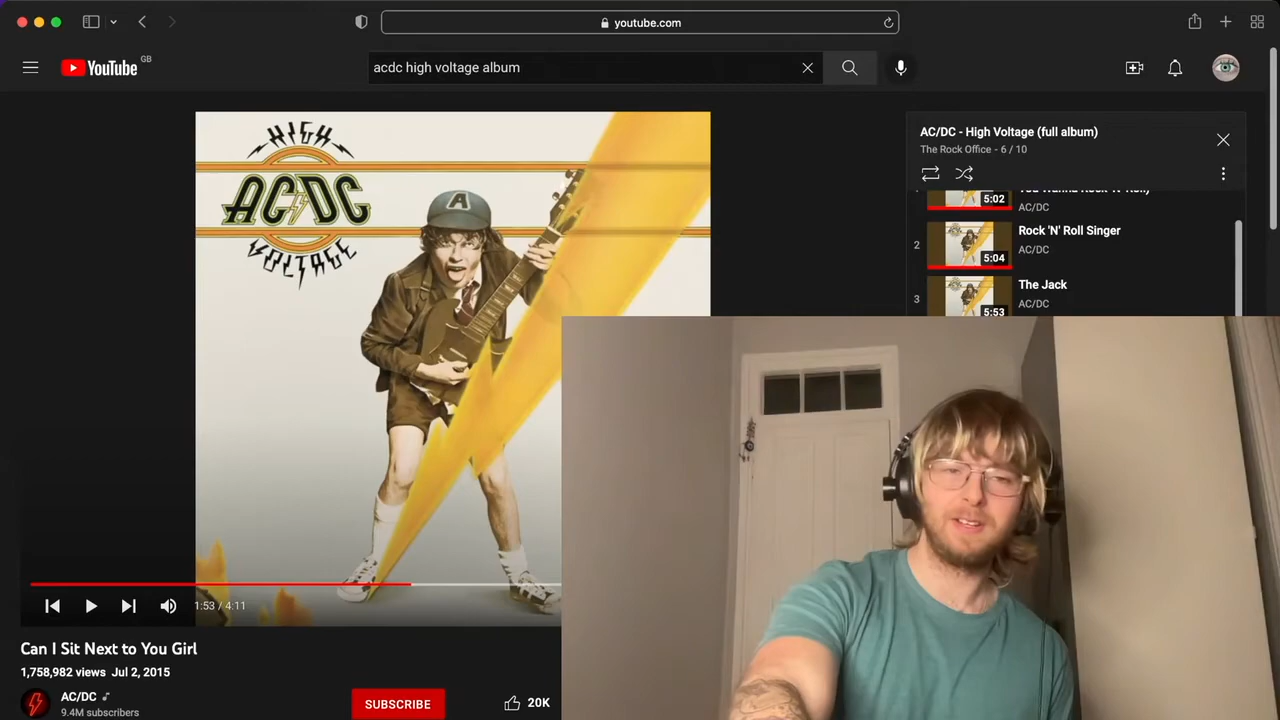 youtube.com
YouTube GB
acdc high voltage album
HIGH
AC/DC
VOLTAGE
A
AC/DC - High Voltage (full album)
The Rock Office - 6 / 10
5:02
AC/DC
2
Rock 'N' Roll Singer
AC/DC
5:04
3
The Jack
AC/DC
5:53
1:53 / 4:11
Can I Sit Next to You Girl
1,758,982 views Jul 2, 2015
AC/DC
9.4M subscribers
SUBSCRIBE
20K